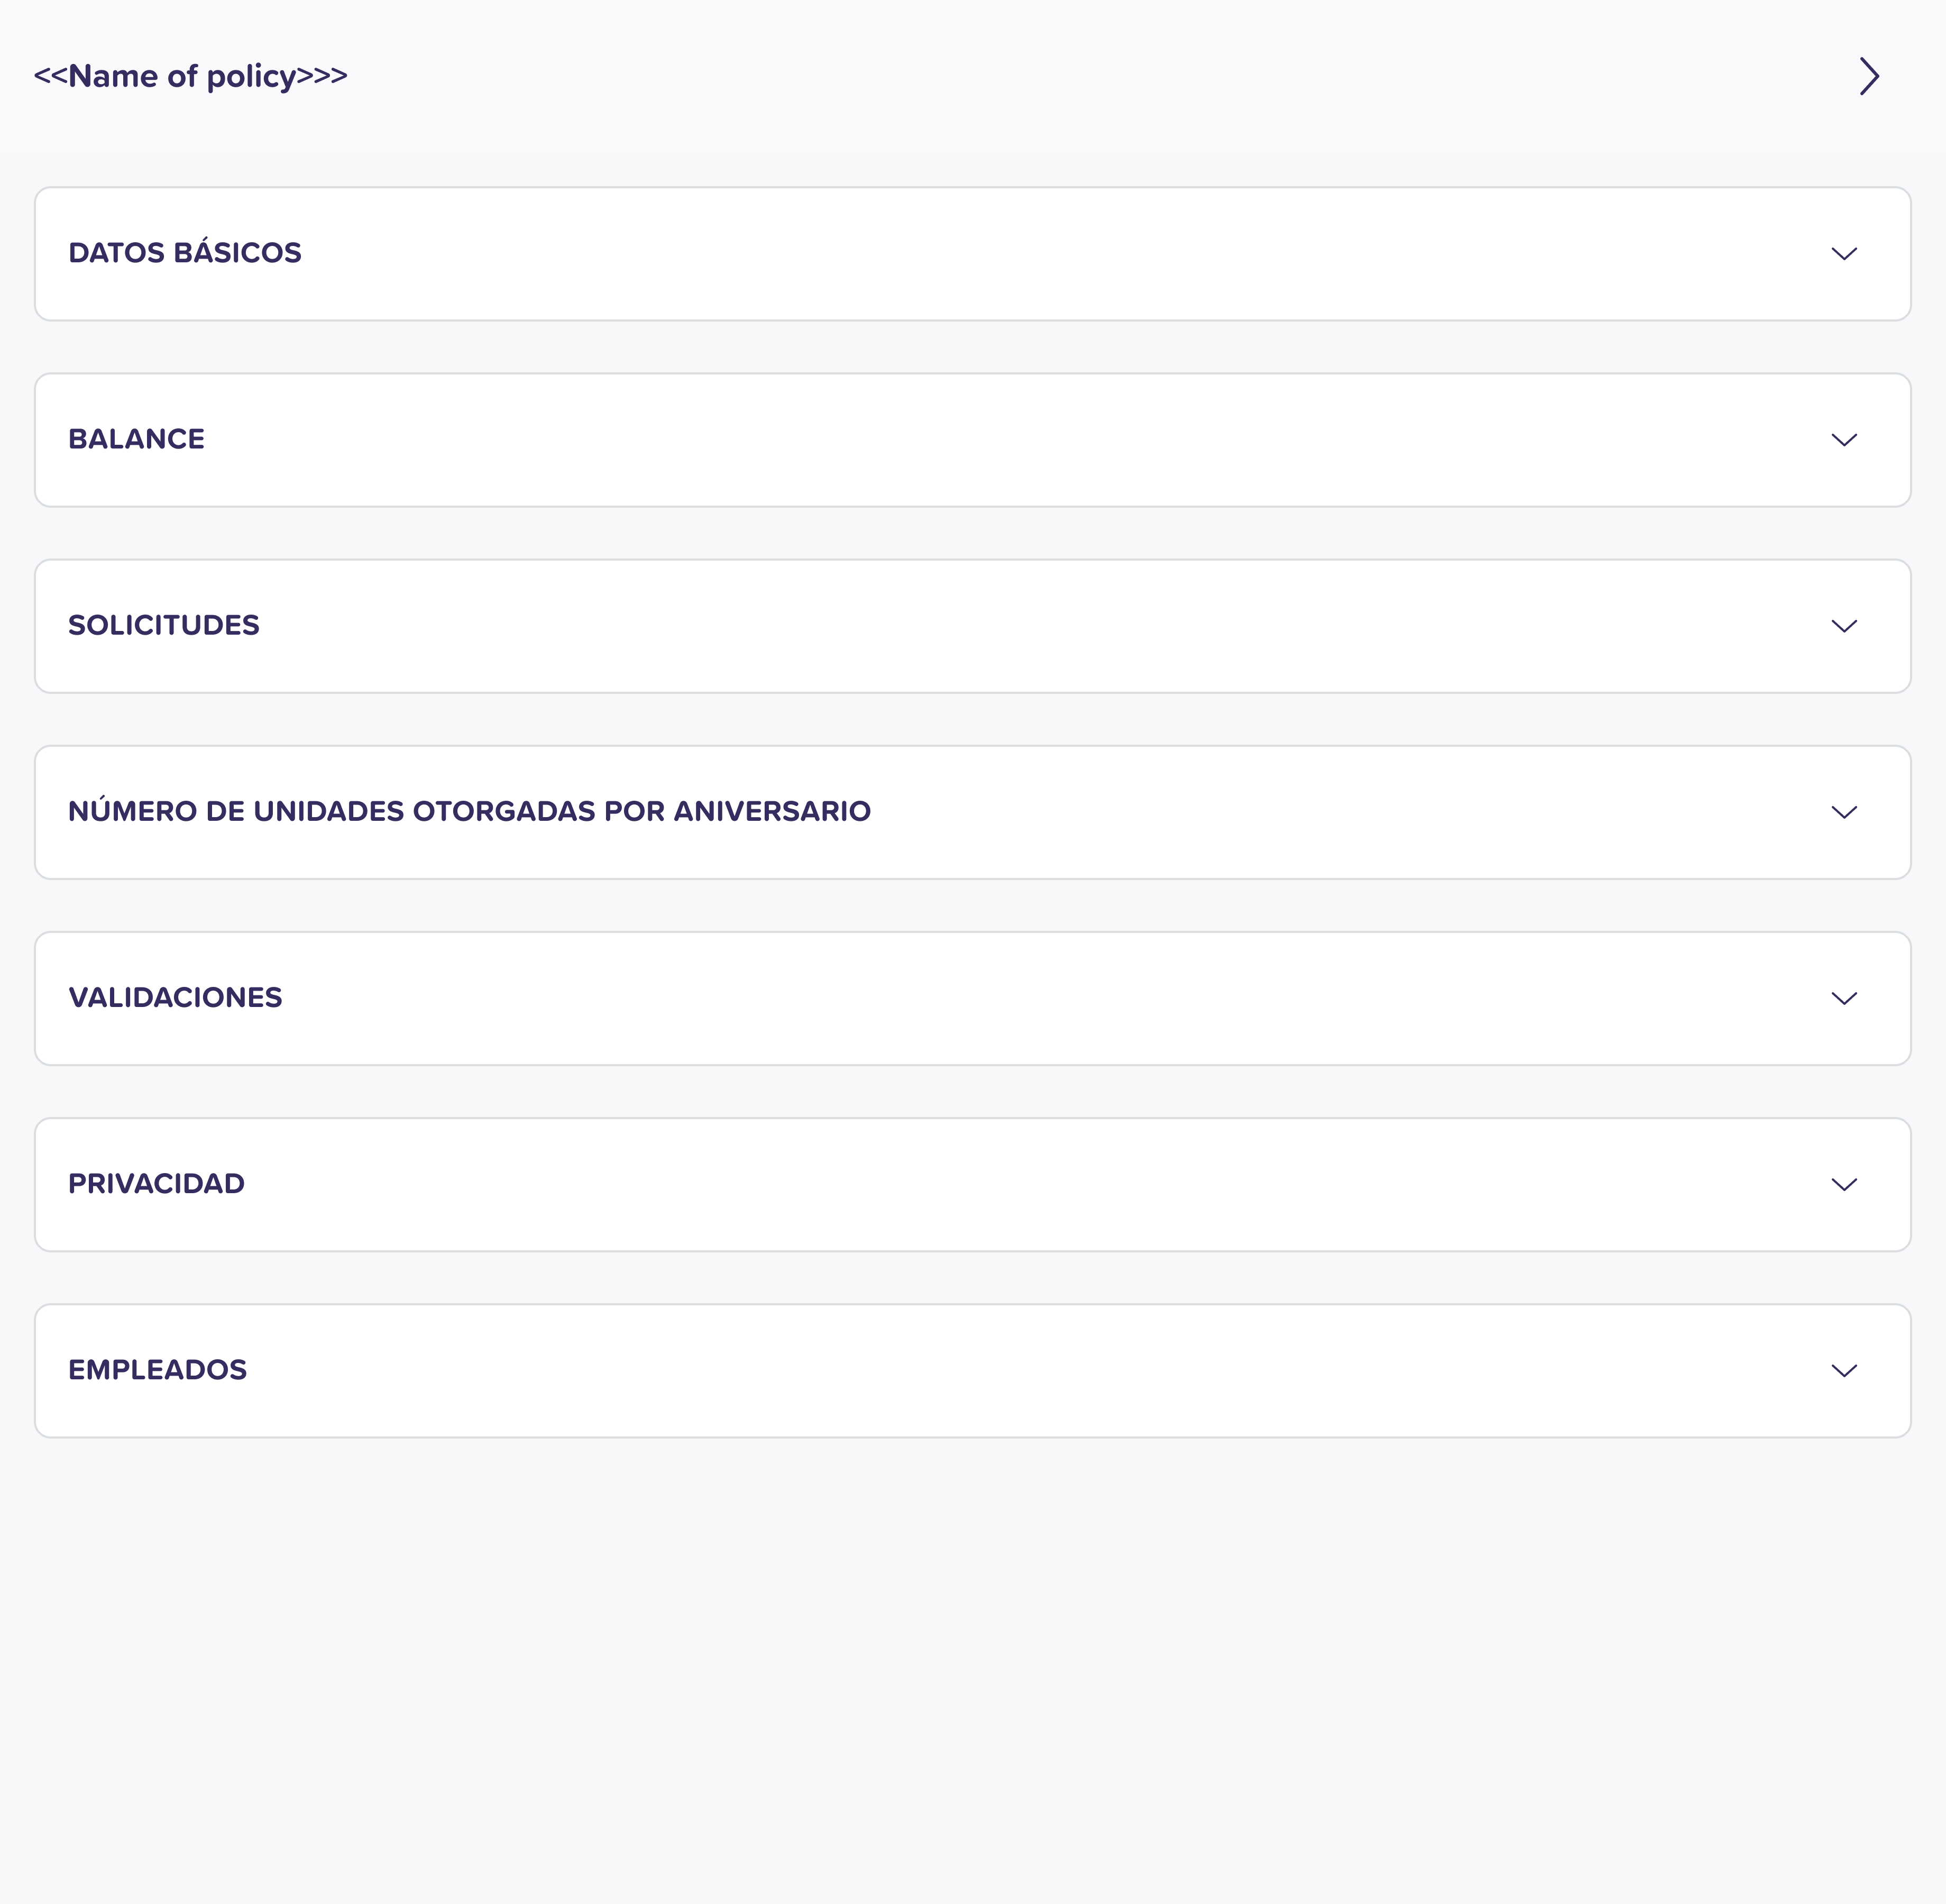 <<Name of policy>>>
DATOS BÁSICOS
BALANCE
SOLICITUDES
NÚMERO DE UNIDADES OTORGADAS POR ANIVERSARIO
VALIDACIONES
PRIVACIDAD
EMPLEADOS